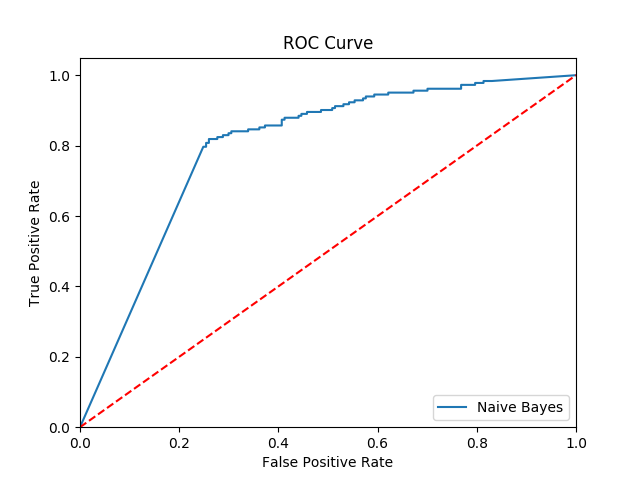 ROC Curve
True Positive Rate
1.0
0.8
0.6
0.4
0.2
0.0
0.0 0.2 0.4 0.6 0.8 1.0
False Positive Rate
Naive Bayes